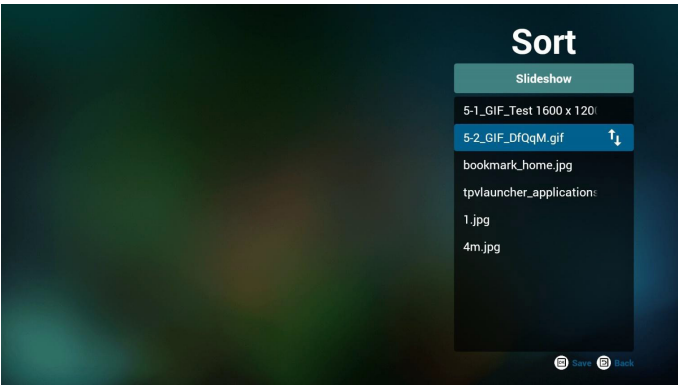 Sort
Slideshow
5-1_GIF_Test 1600 x 120
5-2_GIF_DfQqM.gif
bookmark_home.jpg
tpvlauncher_applications
1.jpg
4m.jpg
Save Back